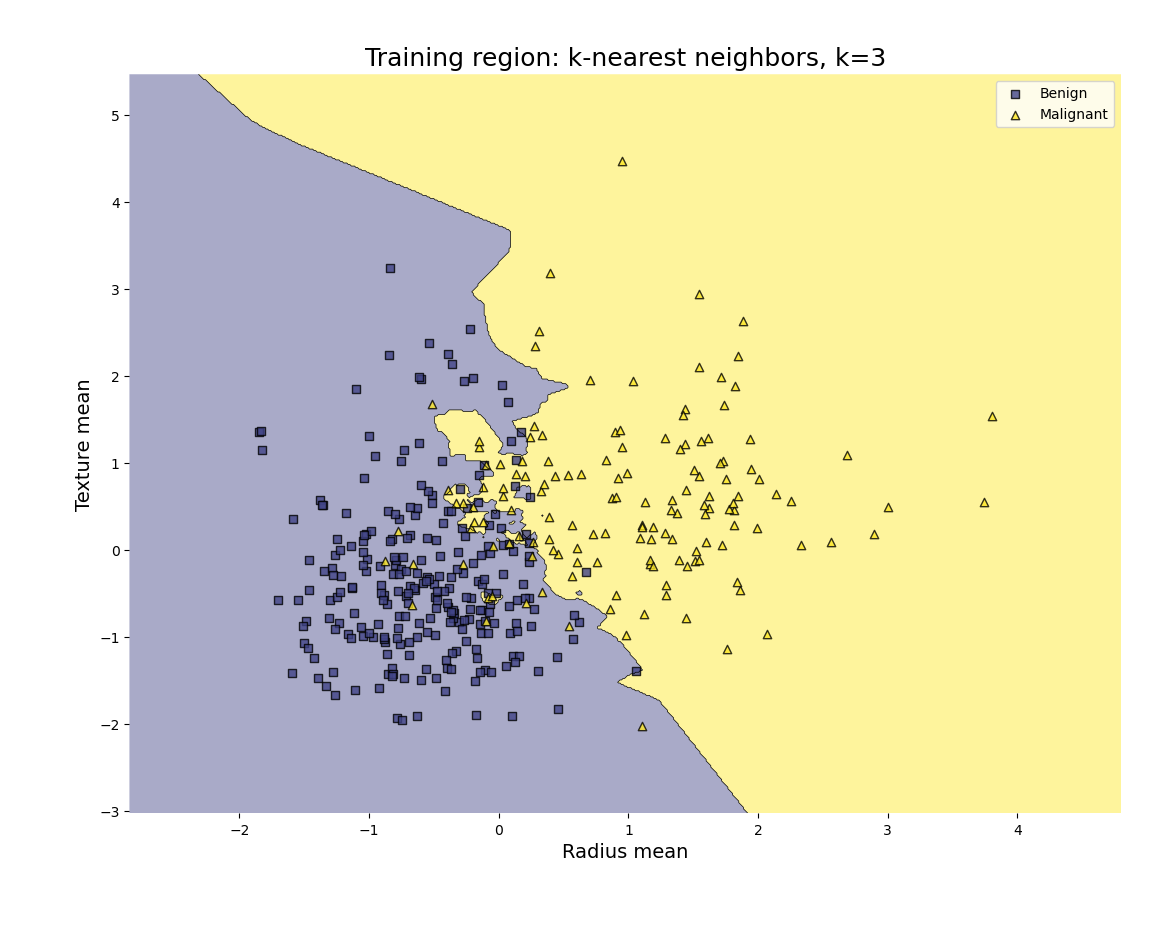 Training region: k-nearest neighbors, k=3
Benign
Malignant
5
4
3
2
1
0
−1
−2
−3
Texture mean
−2 −1 0 1 2 3 4
Radius mean